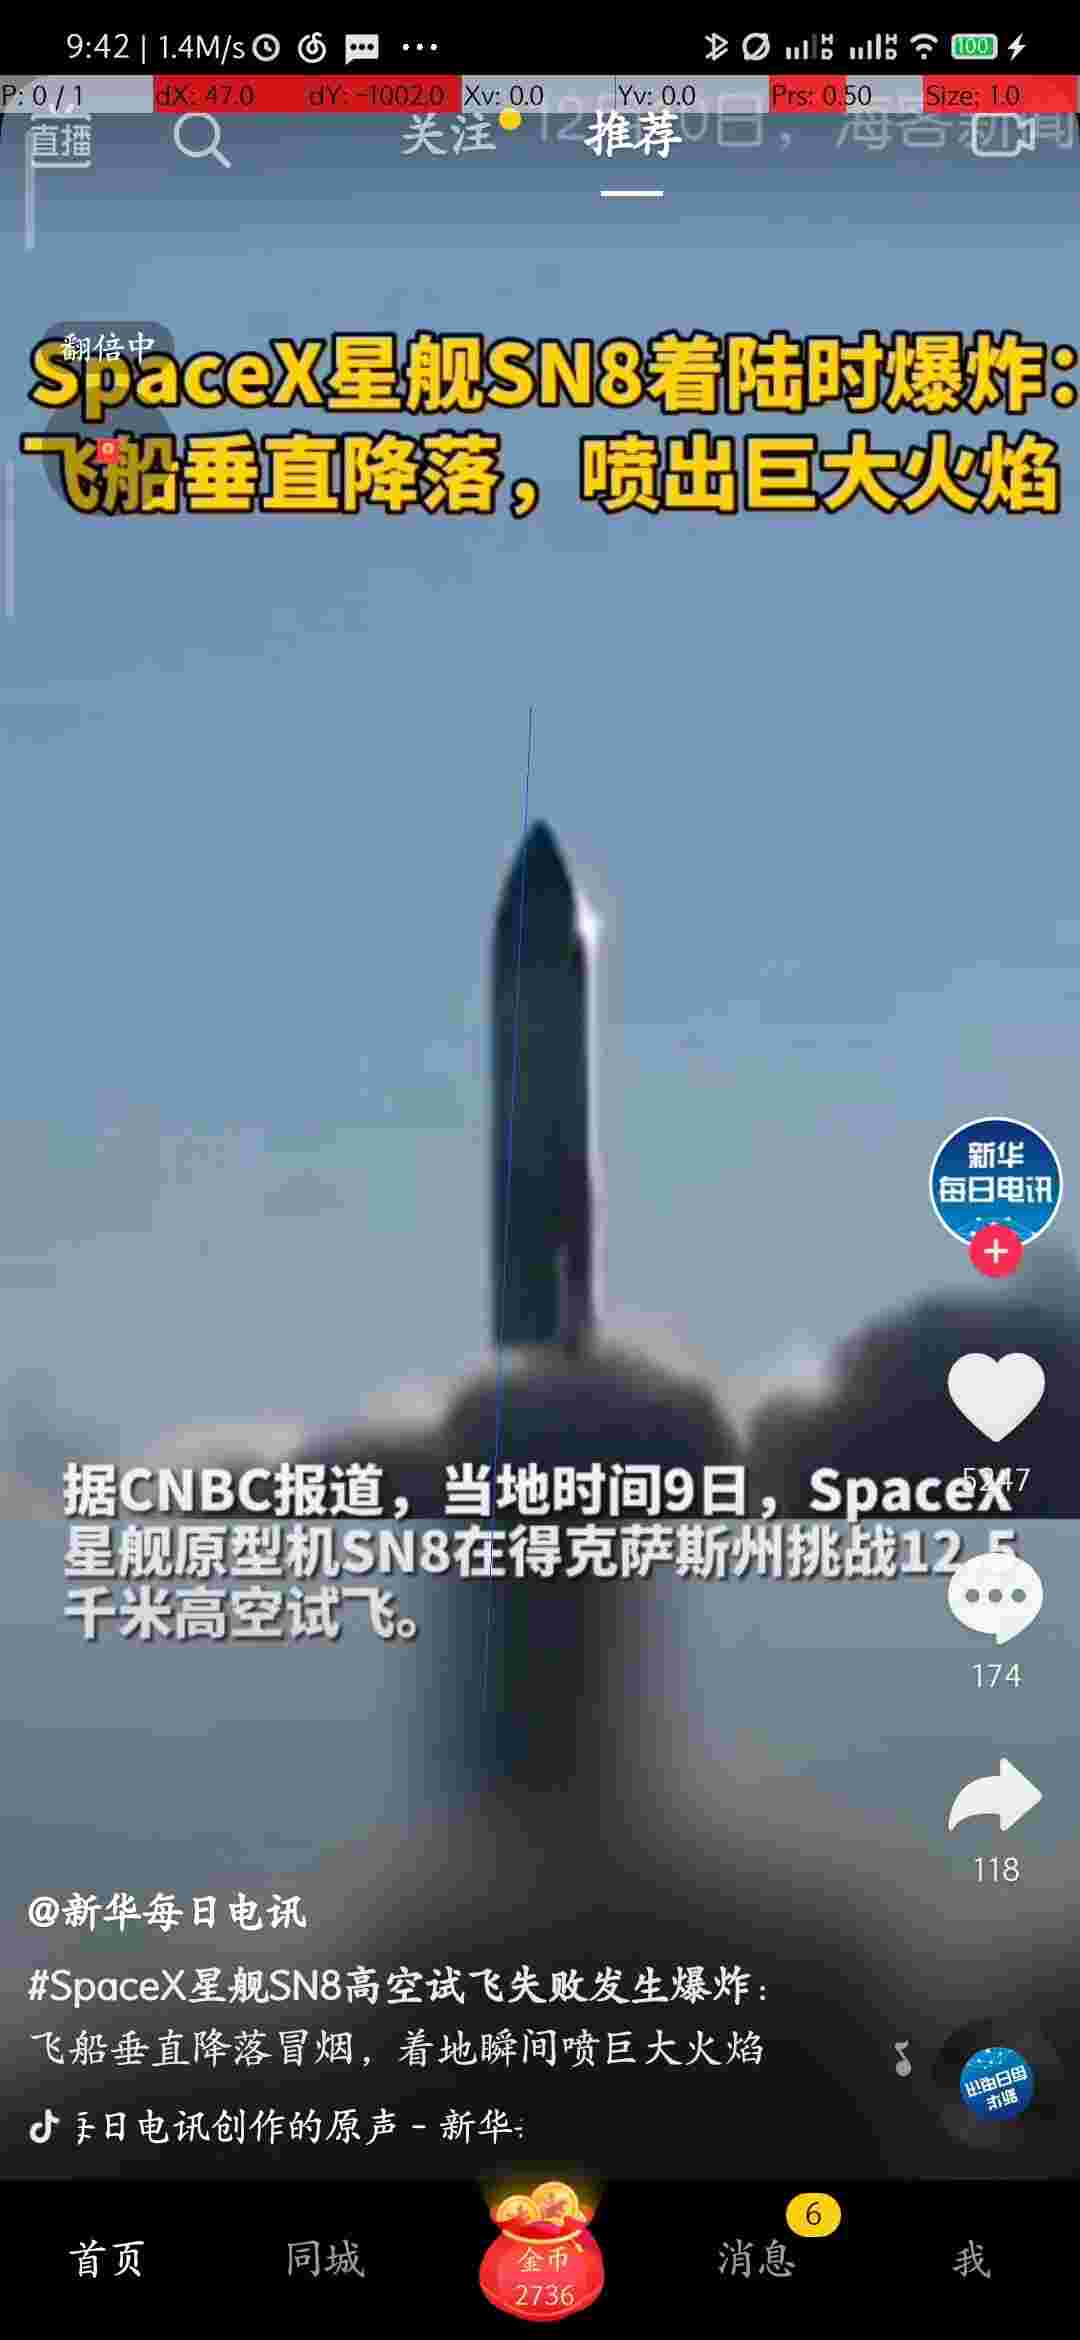 9:42 | 1.4M/s
100
P: 0 / 1 dX: 47.0 dY: -1002.0 Xv: 0.0 Yv: 0.0 Prs: 0.50 Size: 1.0
直播 关注 推荐
海客新闻
翻倍中
SpaceX星舰SN8着陆时爆炸：
飞船垂直降落，喷出巨大火焰
新华
每日电讯
5247
据CNBC报道，当地时间9日，SpaceX
星舰原型机SN8在得克萨斯州挑战12.5
千米高空试飞。
174
118
@新华每日电讯
#SpaceX星舰SN8高空试飞失败发生爆炸：
飞船垂直降落冒烟，着地瞬间喷巨大火焰
日电讯创作的原声 - 新华
首页 同城 金币 2736 消息 6 我